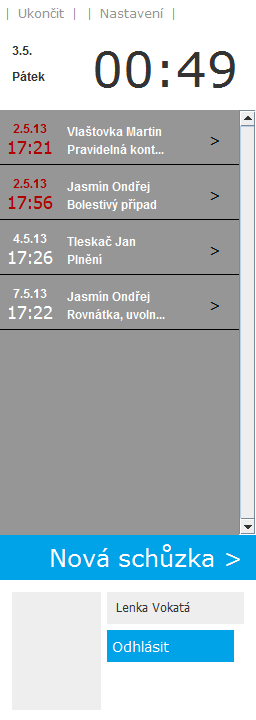 | Ukončit | | Nastavení |
3.5.
Pátek
00:49
2.5.13
17:21
Vlaštovka Martin
Pravidelná kont...
>
2.5.13
17:56
Jasmín Ondřej
Bolestivý případ
>
4.5.13
17:26
Tleskač Jan
Plnění
>
7.5.13
17:22
Jasmín Ondřej
Rovnátka, uvoln...
>
Nová schůzka >
Lenka Vokatá
Odhlásit